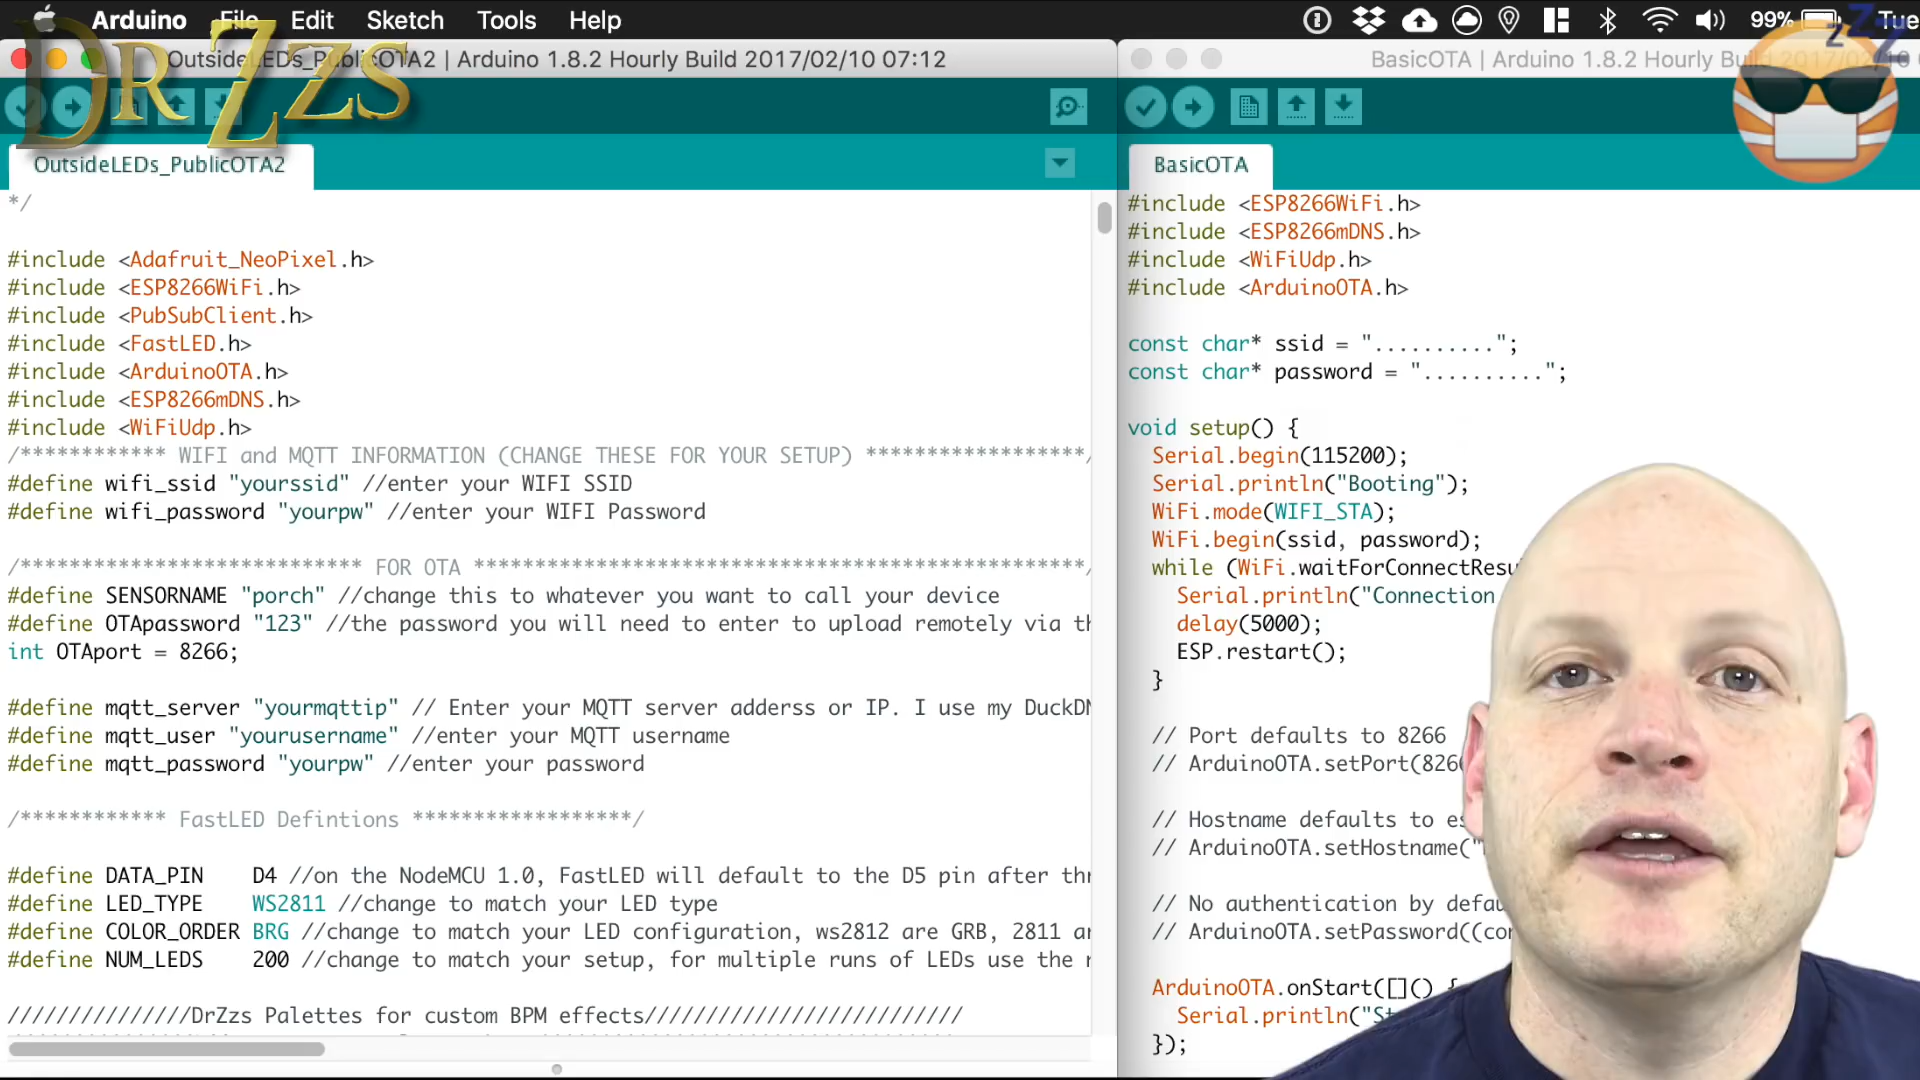 Arduino File Edit Sketch Tools Help 99% Tue
DrZzs
OutsideLEDs_PublicOTA2 | Arduino 1.8.2 Hourly Build 2017/02/10 07:12
OutsideLEDs_PublicOTA2
*/
#include <Adafruit_NeoPixel.h>
#include <ESP8266WiFi.h>
#include <PubSubClient.h>
#include <FastLED.h>
#include <ArduinoOTA.h>
#include <ESP8266mDNS.h>
#include <WiFiUdp.h>
/************* WIFI and MQTT INFORMATION (CHANGE THESE FOR YOUR SETUP) ******************/
#define wifi_ssid "yourssid" //enter your WIFI SSID
#define wifi_password "yourpw" //enter your WIFI Password
/***************************** FOR OTA **************************************************/
#define SENSORNAME "porch" //change this to whatever you want to call your device
#define OTApassword "123" //the password you will need to enter to upload remotely via th
int OTAport = 8266;
#define mqtt_server "yourmqttip" // Enter your MQTT server adderss or IP. I use my DuckDN
#define mqtt_user "yourusername" //enter your MQTT username
#define mqtt_password "yourpw" //enter your password
/************* FastLED Defintions ******************/
#define DATA_PIN    D4 //on the NodeMCU 1.0, FastLED will default to the D5 pin after thr
#define LED_TYPE    WS2811 //change to match your LED type
#define COLOR_ORDER BRG //change to match your LED configuration, ws2812 are GRB, 2811 ar
#define NUM_LEDS    200 //change to match your setup, for multiple runs of LEDs use the
///////////////DrZzs Palettes for custom BPM effects//////////////////////////
BasicOTA | Arduino 1.8.2 Hourly Build 2017/02/10
BasicOTA
#include <ESP8266WiFi.h>
#include <ESP8266mDNS.h>
#include <WiFiUdp.h>
#include <ArduinoOTA.h>
const char* ssid = "..........";
const char* password = "..........";
void setup() {
Serial.begin(115200);
Serial.println("Booting");
WiFi.mode(WIFI_STA);
WiFi.begin(ssid, password);
while (WiFi.waitForConnectResu
Serial.println("Connection
delay(5000);
ESP.restart();
}
// Port defaults to 8266
// ArduinoOTA.setPort(826
// Hostname defaults to es
// ArduinoOTA.setHostname("
// No authentication by defau
// ArduinoOTA.setPassword((con
ArduinoOTA.onStart([]() {
Serial.println("St
});